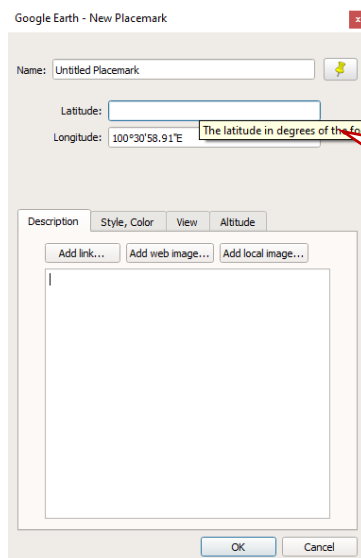 Google Earth - New Placemark
x
Name: Untitled Placemark
Latitude:
The latitude in degrees of the fo
Longitude: 100°30'58.91"E
Description Style, Color View Altitude
Add link... Add web image... Add local image...
OK Cancel